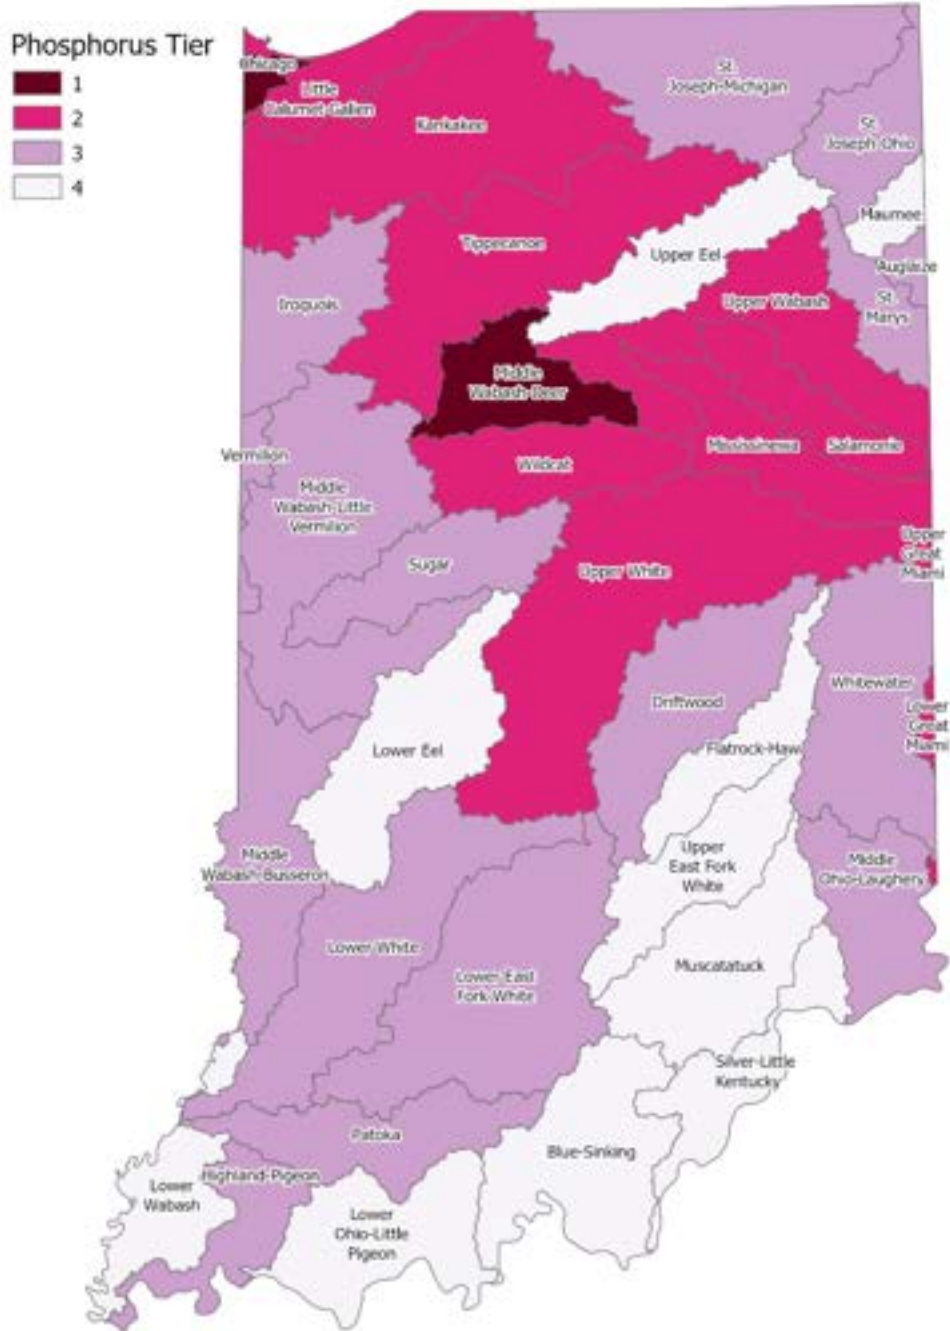 Phosphorus Tier
1
2
3
4
Chicago
Little
Calumet-Galien
Kankakee
St.
Joseph-Michigan
St.
Joseph-Ohio
Maumee
Auglaize
St.
Marys
Tippecanoe
Upper Eel
Upper Wabash
Iroquois
Middle
Wabash-Deer
Vermilion
Wildcat
Mississinewa
Salamonie
Middle
Wabash-Little
Vermilion
Sugar
Upper White
Upper
Great
Miami
Whitewater
Driftwood
Lower
Great
Miami
Lower Eel
Flatrock-Haw
Middle
Wabash-Busseron
Upper
East Fork
White
Middle
Ohio-Laughery
Lower White
Lower East
Fork-White
Muscatatuck
Silver-Little
Kentucky
Patoka
Blue-Sinking
Highland-Pigeon
Lower
Wabash
Lower
Ohio-Little
Pigeon